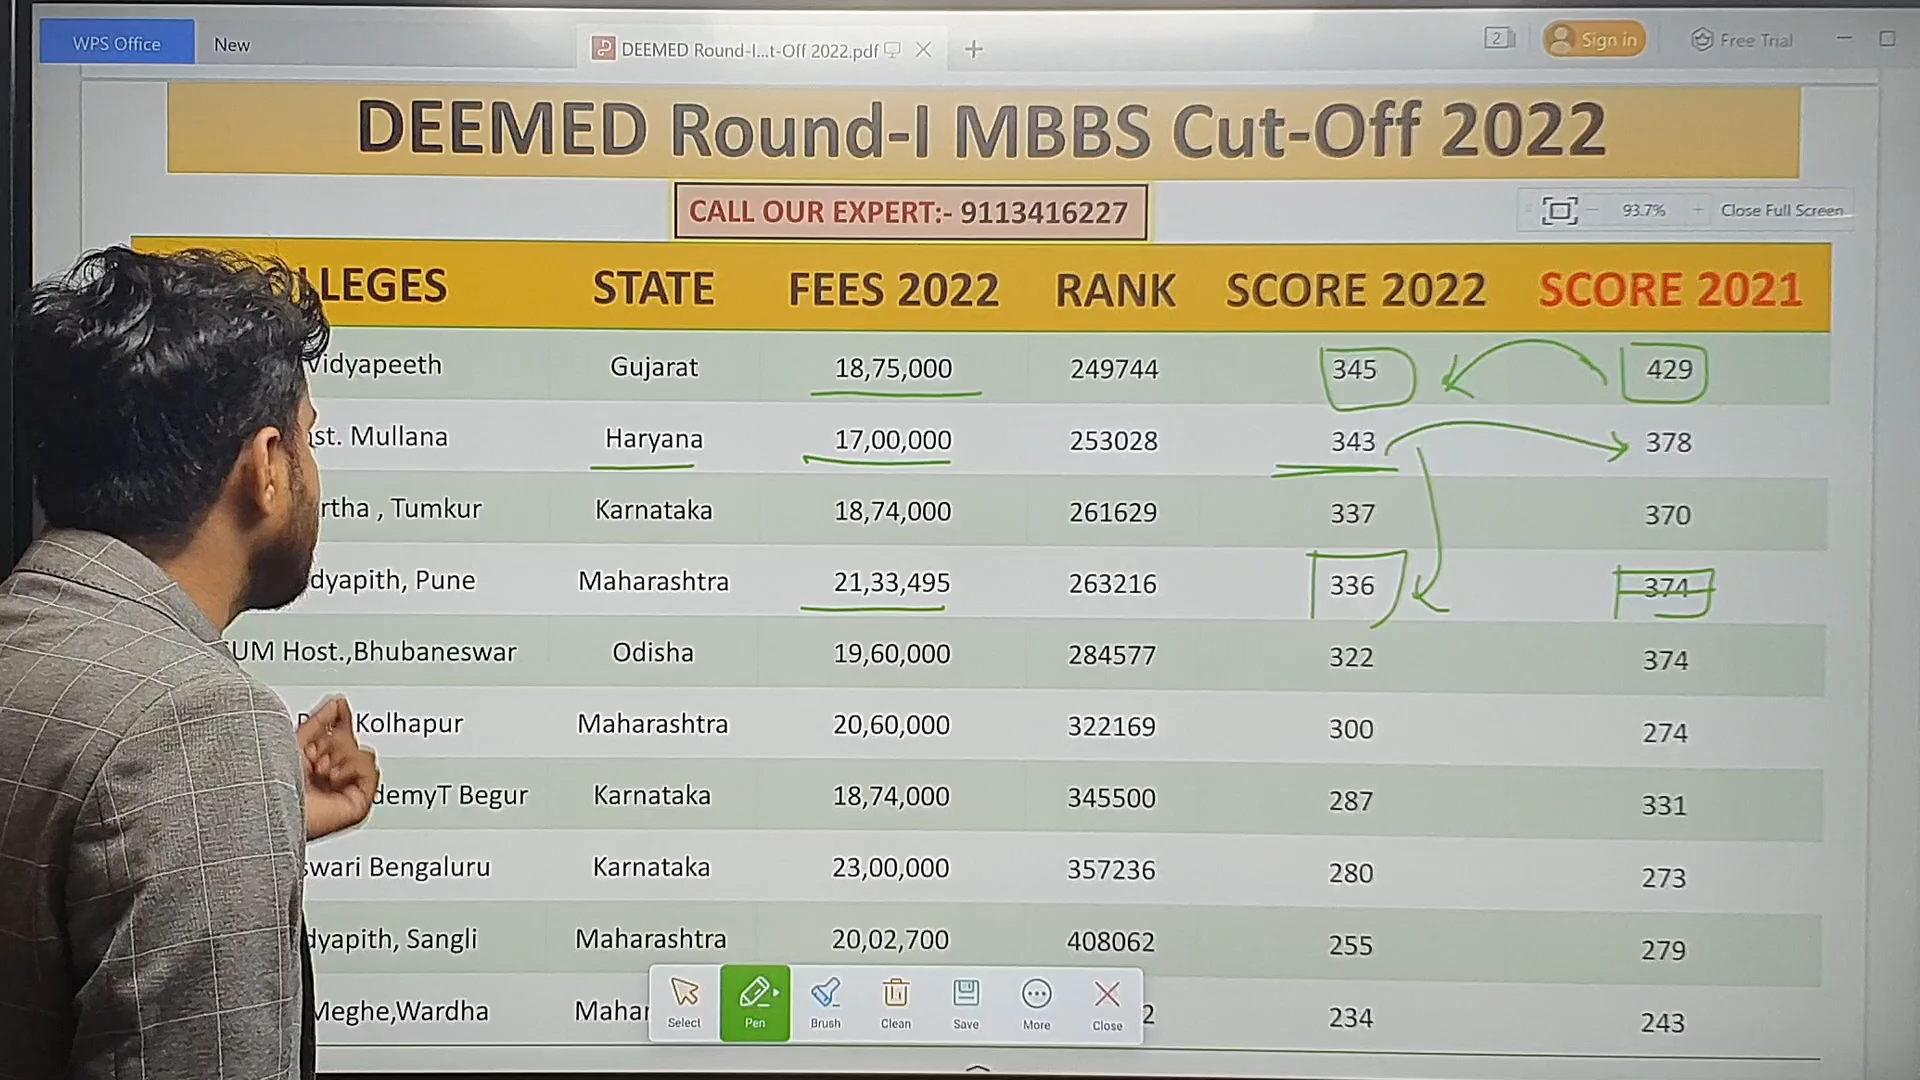 WPS Office New DEEMED Round-I...t-Off 2022.pdf 2 Sign in Free Trial
DEEMED Round-I MBBS Cut-Off 2022
CALL OUR EXPERT:- 9113416227
93.7% Close Full Screen
LLEGES STATE FEES 2022 RANK SCORE 2022 SCORE 2021
Vidyapeeth Gujarat 18,75,000 249744 345 429
st. Mullana Haryana 17,00,000 253028 343 378
rtha , Tumkur Karnataka 18,74,000 261629 337 370
dyapith, Pune Maharashtra 21,33,495 263216 336 374
UM Host.,Bhubaneswar Odisha 19,60,000 284577 322 374
Kolhapur Maharashtra 20,60,000 322169 300 274
demyT Begur Karnataka 18,74,000 345500 287 331
swari Bengaluru Karnataka 23,00,000 357236 280 273
dyapith, Sangli Maharashtra 20,02,700 408062 255 279
Meghe,Wardha Mahar 2 234 243
Select Pen Brush Clean Save More Close